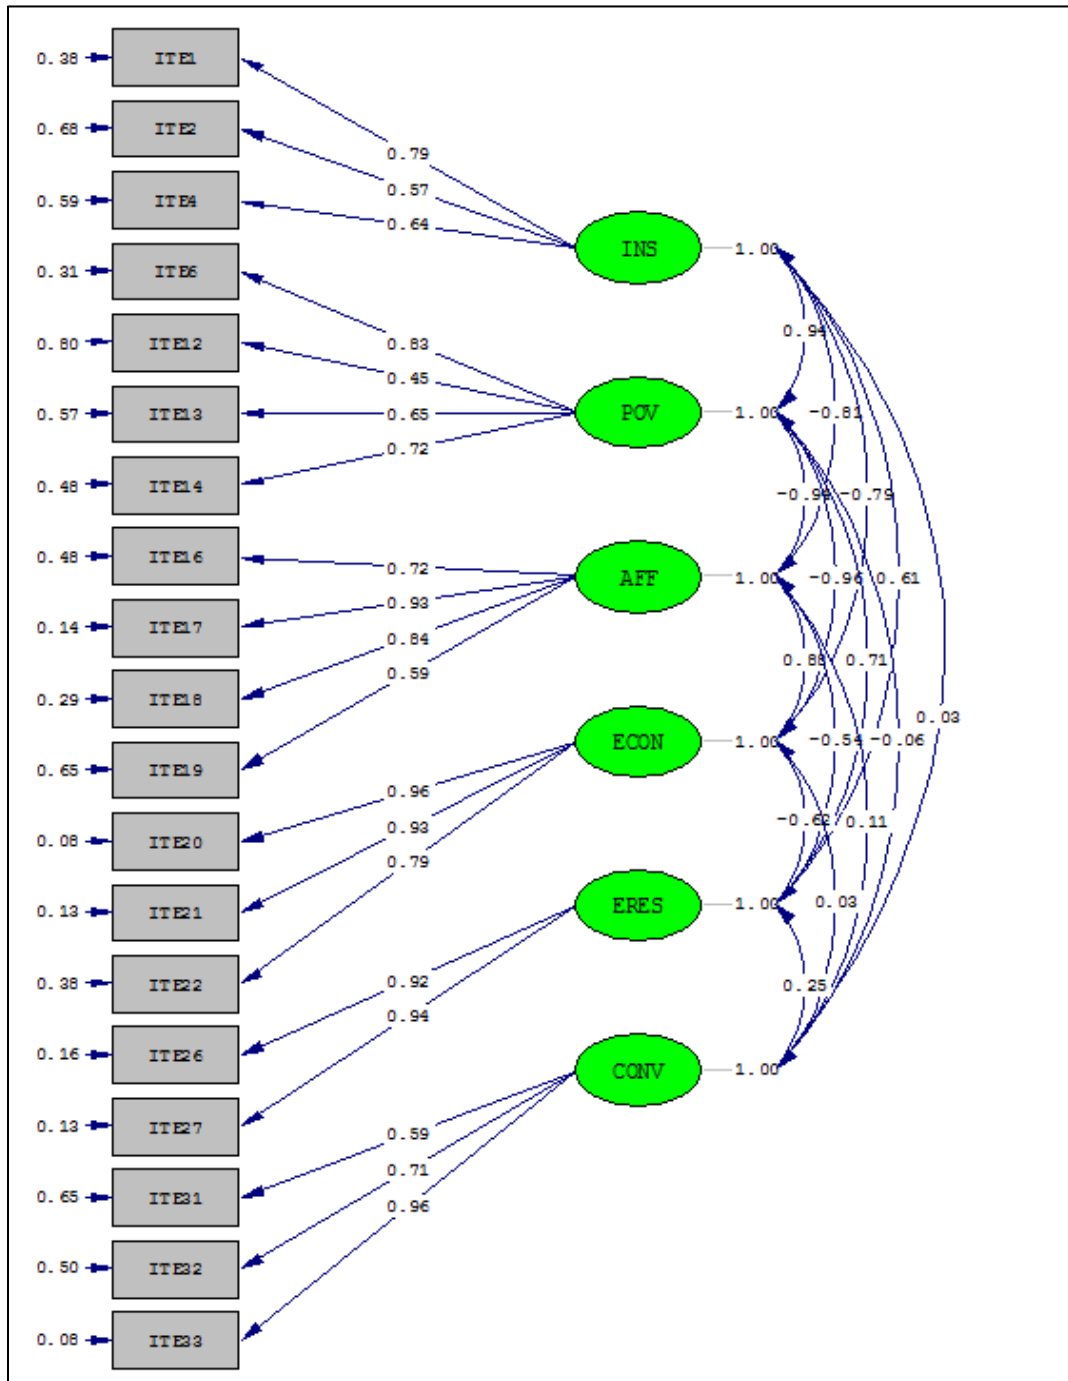 0.38 ITE1
0.68 ITE2
0.59 ITE4
0.31 ITE6
0.80 ITE12
0.57 ITE13
0.48 ITE14
0.48 ITE16
0.14 ITE17
0.29 ITE18
0.65 ITE19
0.08 ITE20
0.13 ITE21
0.38 ITE22
0.16 ITE26
0.13 ITE27
0.65 ITE31
0.50 ITE32
0.08 ITE33
0.79
0.57
0.64
0.83
0.45
0.65
0.72
0.72
0.93
0.84
0.59
0.96
0.93
0.79
0.92
0.94
0.59
0.71
0.96
INS 1.00
POV 1.00
AFF 1.00
ECON 1.00
ERES 1.00
CONV 1.00
0.94
-0.81
-0.94 -0.79
-0.96 0.61
0.88 0.71 0.03
-0.54 -0.06
-0.62 0.11
0.03
0.25